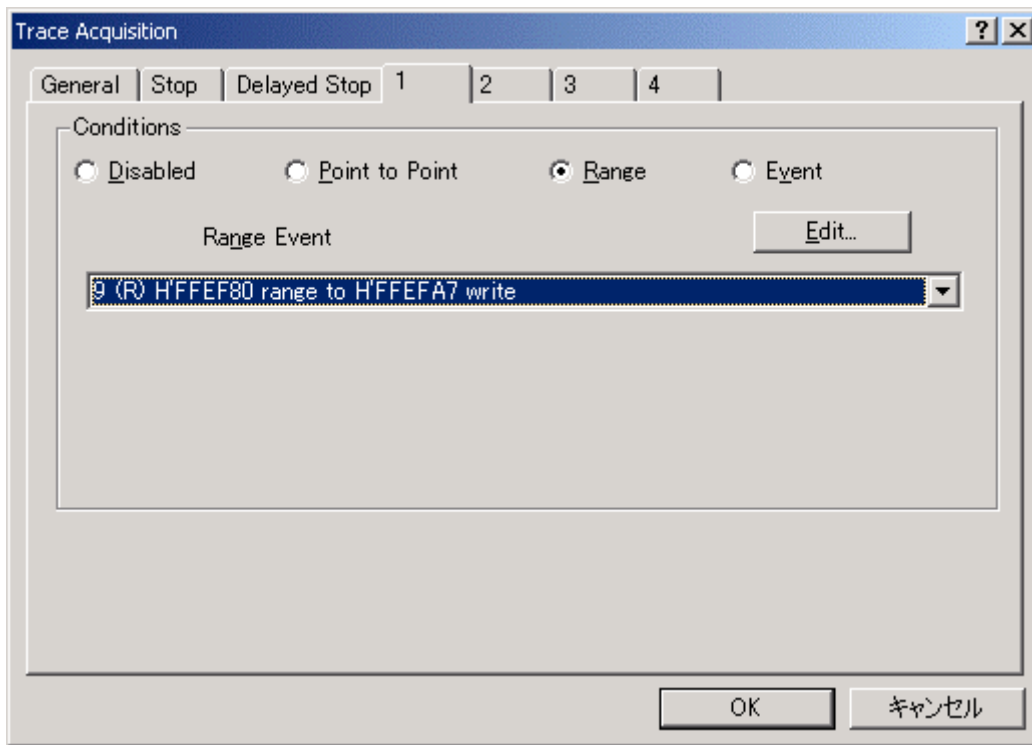 Trace Acquisition
General Stop Delayed Stop 1 2 3 4
Conditions
Disabled Point to Point Range Event
Range Event Edit...
9 (R) H'FFEF80 range to H'FFEFA7 write
OK キャンセル